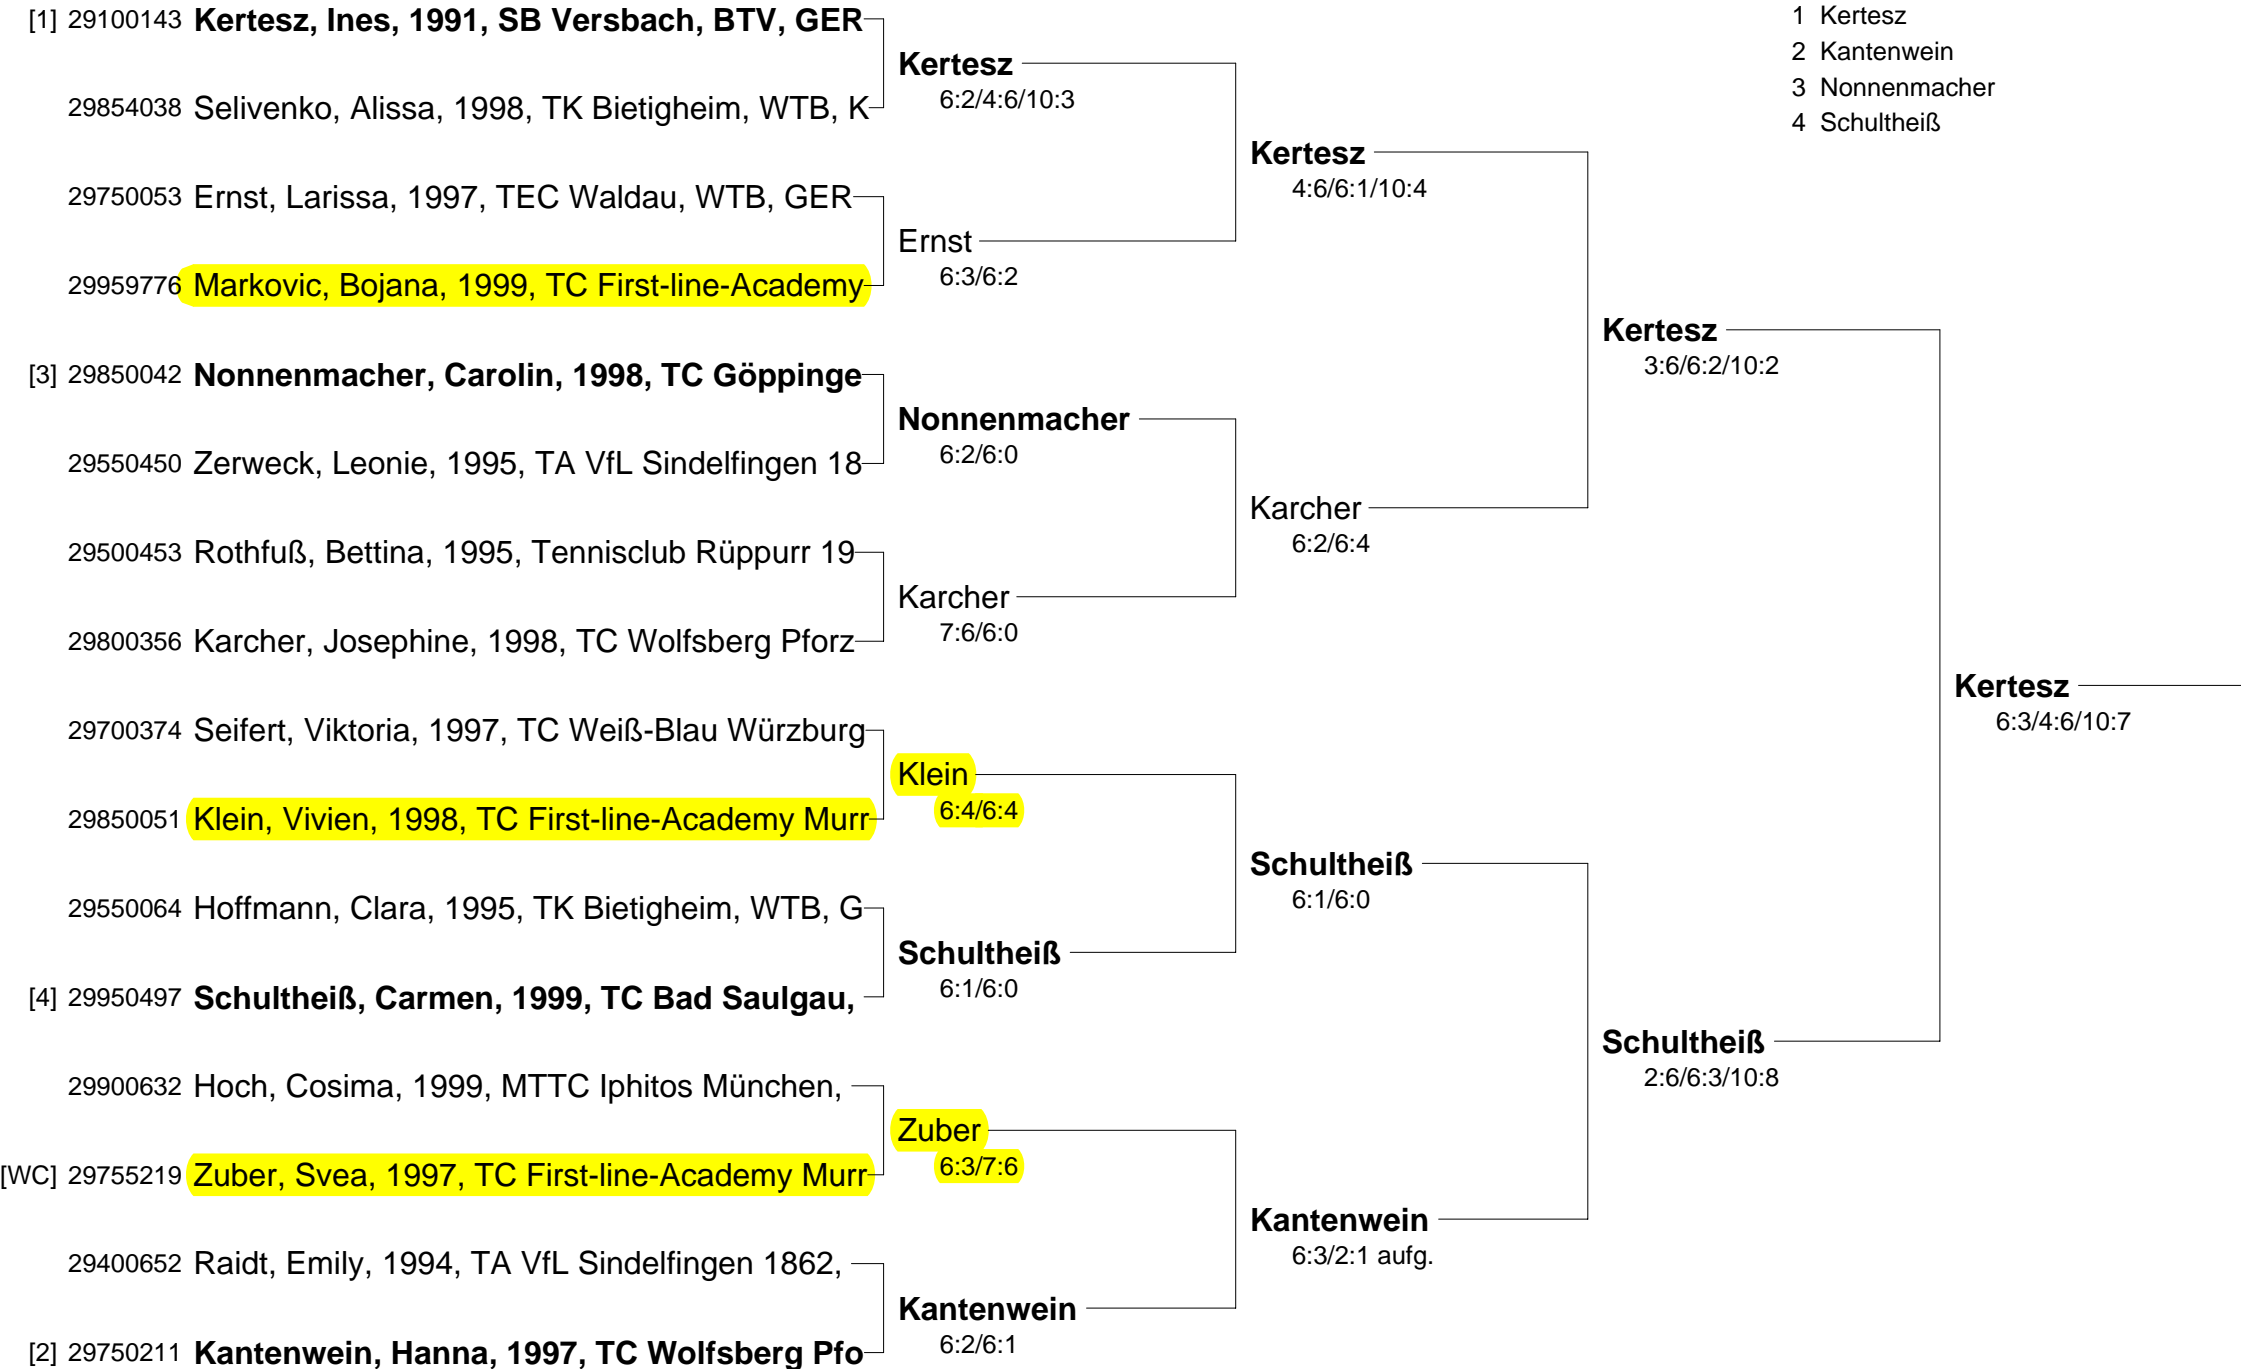 [1] 29100143 Kertesz, Ines, 1991, SB Versbach, BTV, GER
29854038 Selivenko, Alissa, 1998, TK Bietigheim, WTB, K
29750053 Ernst, Larissa, 1997, TEC Waldau, WTB, GER
29959776 Markovic, Bojana, 1999, TC First-line-Academy
[3] 29850042 Nonnenmacher, Carolin, 1998, TC Göppinge
29550450 Zerweck, Leonie, 1995, TA VfL Sindelfingen 18
29500453 Rothfuß, Bettina, 1995, Tennisclub Rüppurr 19
29800356 Karcher, Josephine, 1998, TC Wolfsberg Pforz
29700374 Seifert, Viktoria, 1997, TC Weiß-Blau Würzburg
29850051 Klein, Vivien, 1998, TC First-line-Academy Murr
29550064 Hoffmann, Clara, 1995, TK Bietigheim, WTB, G
[4] 29950497 Schultheiß, Carmen, 1999, TC Bad Saulgau,
29900632 Hoch, Cosima, 1999, MTTC Iphitos München,
[WC] 29755219 Zuber, Svea, 1997, TC First-line-Academy Murr
29400652 Raidt, Emily, 1994, TA VfL Sindelfingen 1862,
[2] 29750211 Kantenwein, Hanna, 1997, TC Wolfsberg Pfo
Kertesz
6:2/4:6/10:3
Ernst
6:3/6:2
Nonnenmacher
6:2/6:0
Karcher
7:6/6:0
Klein
6:4/6:4
Schultheiß
6:1/6:0
Zuber
6:3/7:6
Kantenwein
6:2/6:1
Kertesz
4:6/6:1/10:4
Karcher
6:2/6:4
Schultheiß
6:1/6:0
Kantenwein
6:3/2:1 aufg.
Kertesz
3:6/6:2/10:2
Schultheiß
2:6/6:3/10:8
Kertesz
6:3/4:6/10:7
1 Kertesz
2 Kantenwein
3 Nonnenmacher
4 Schultheiß